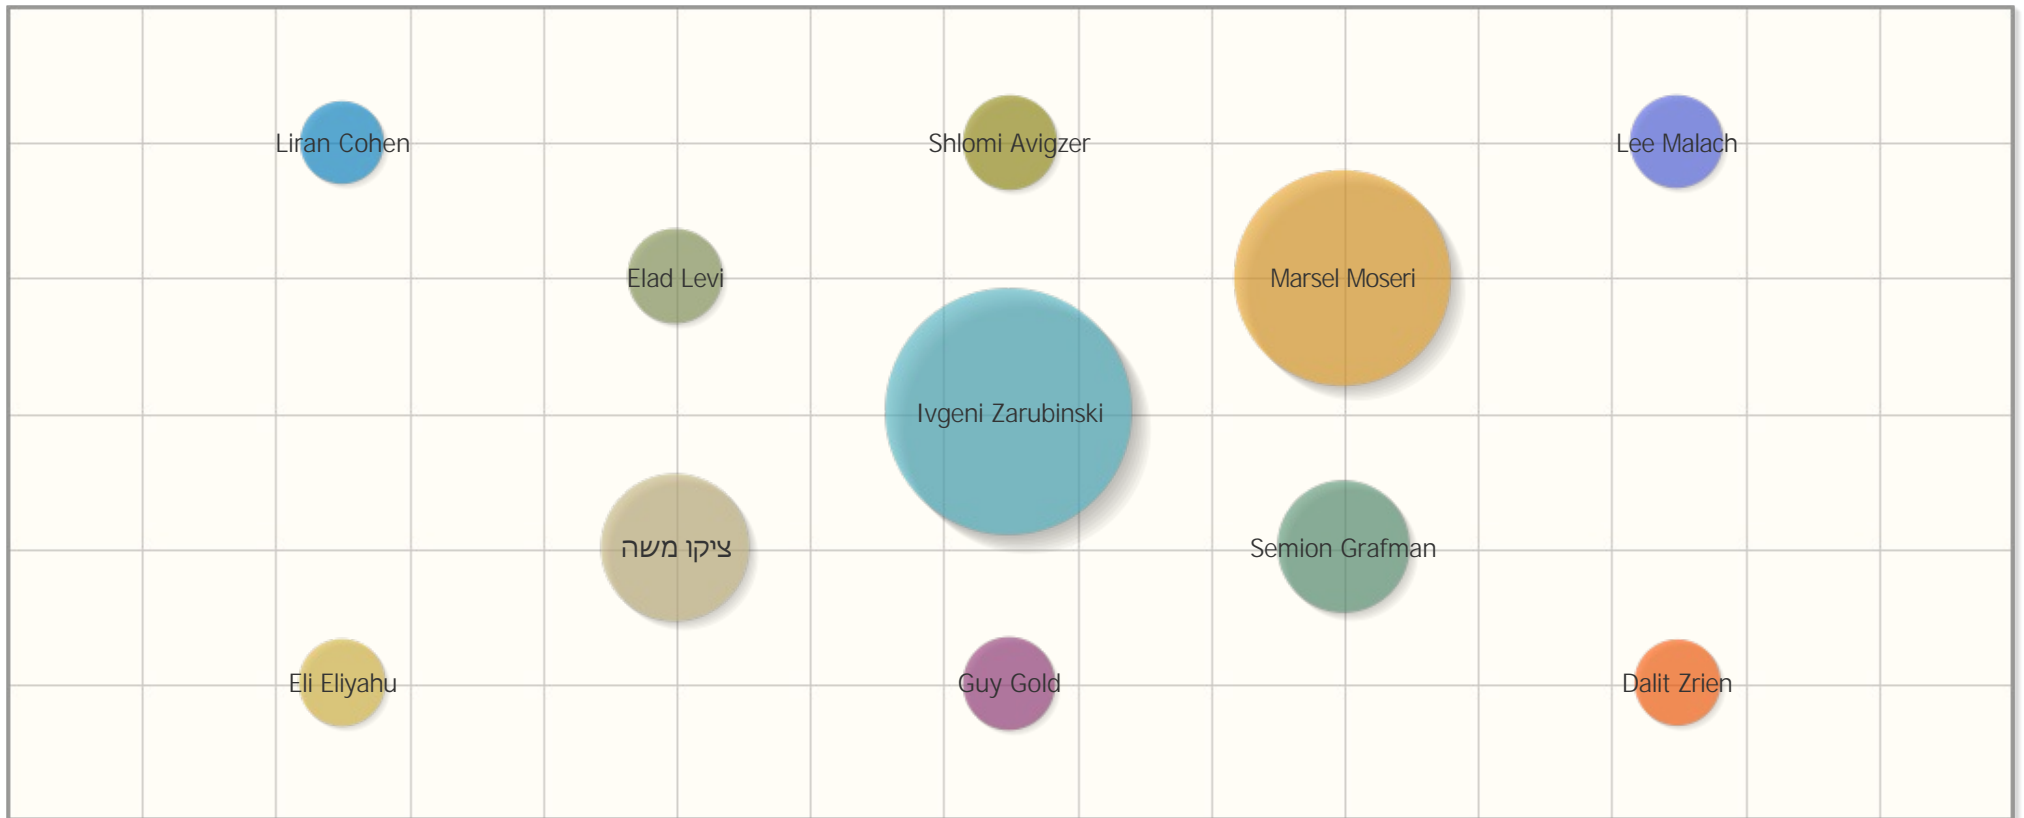 Liran Cohen
Shlomi Avigzer
Lee Malach
Elad Levi
Marsel Moseri
Ivgeni Zarubinski
ציקו משה
Semion Grafman
Eli Eliyahu
Guy Gold
Dalit Zrien